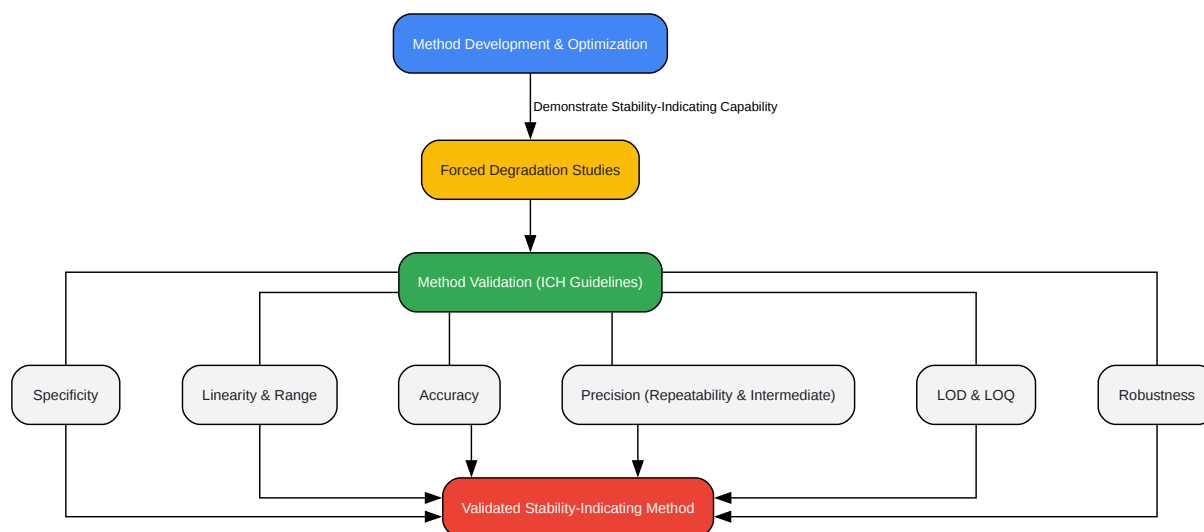 Method Development & Optimization
Demonstrate Stability-Indicating Capability
Forced Degradation Studies
Method Validation (ICH Guidelines)
Specificity
Linearity & Range
Accuracy
Precision (Repeatability & Intermediate)
LOD & LOQ
Robustness
Validated Stability-Indicating Method